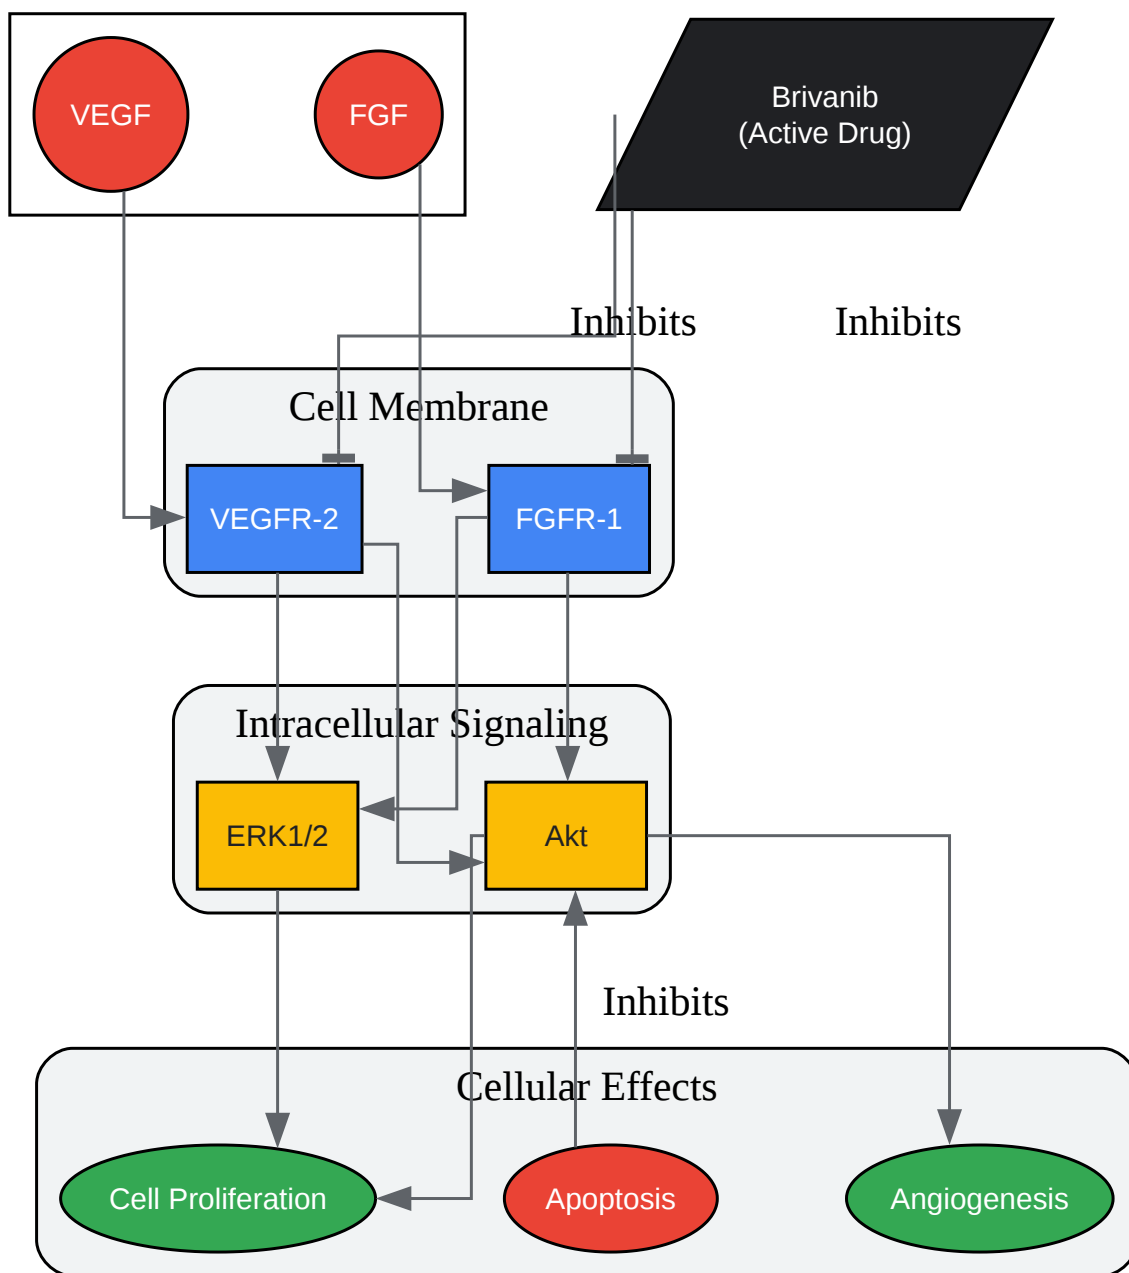 VEGF
FGF
Brivanib
(Active Drug)
Inhibits
Inhibits
Cell Membrane
VEGFR-2
FGFR-1
Intracellular Signaling
ERK1/2
Akt
Inhibits
Cellular Effects
Cell Proliferation
Apoptosis
Angiogenesis